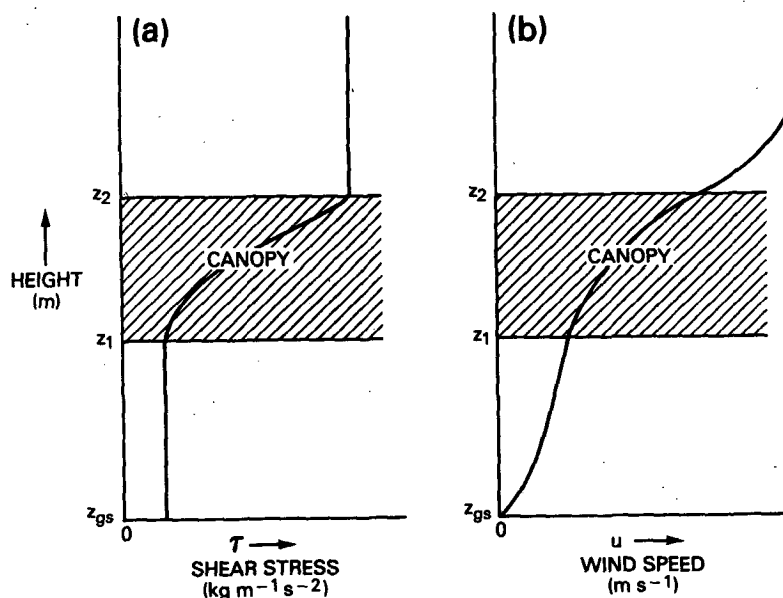 (a)
z2
CANOPY
HEIGHT
(m)
z1
zgs
0
τ
SHEAR STRESS
(kg m−1 s−2)
(b)
z2
CANOPY
z1
zgs
0
u
WIND SPEED
(m s−1)